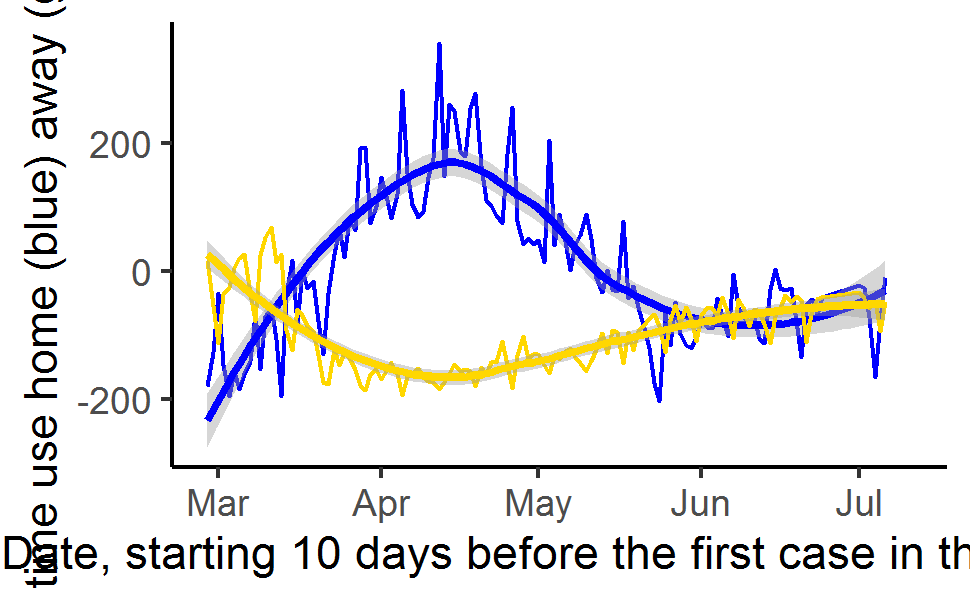 time use home (blue) away (
200
0
-200
Mar Apr May Jun Jul
Date, starting 10 days before the first case in th